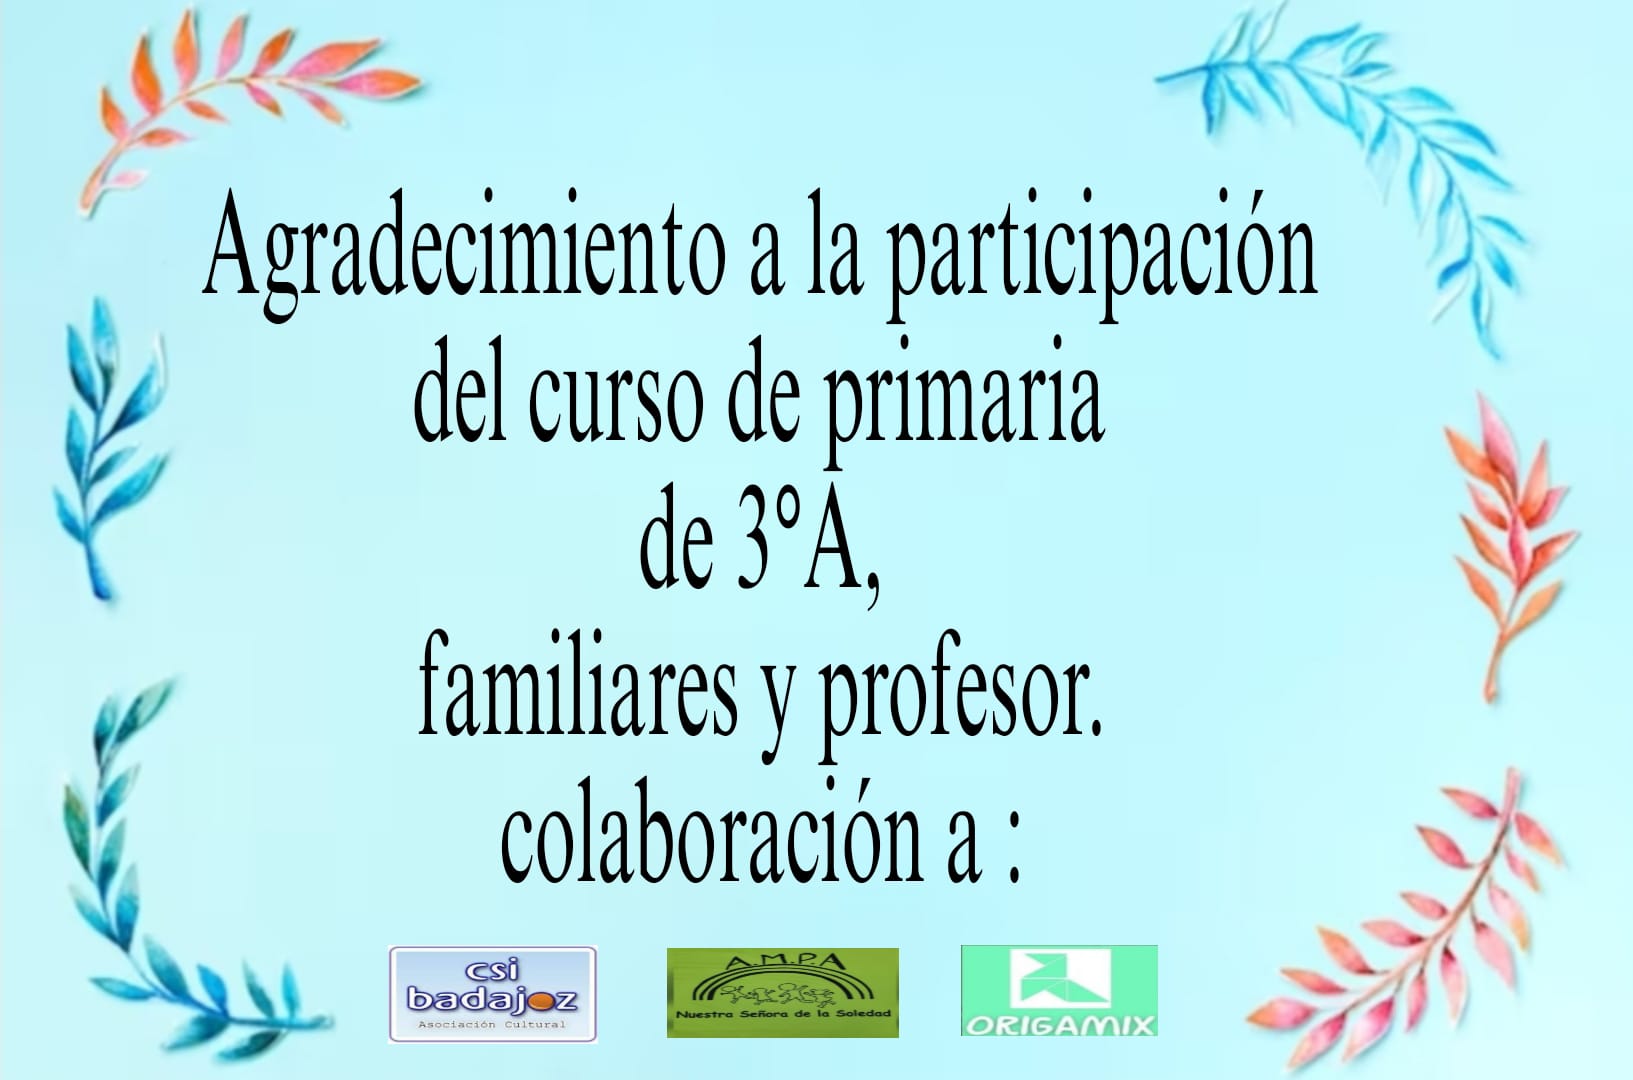 Agradecimiento a la participación
del curso de primaria
de 3°A,
familiares y profesor.
colaboración a :
csi
badajoz
Asociación Cultural
A.M.P.A
Nuestra Señora de la Soledad
ORIGAMIX